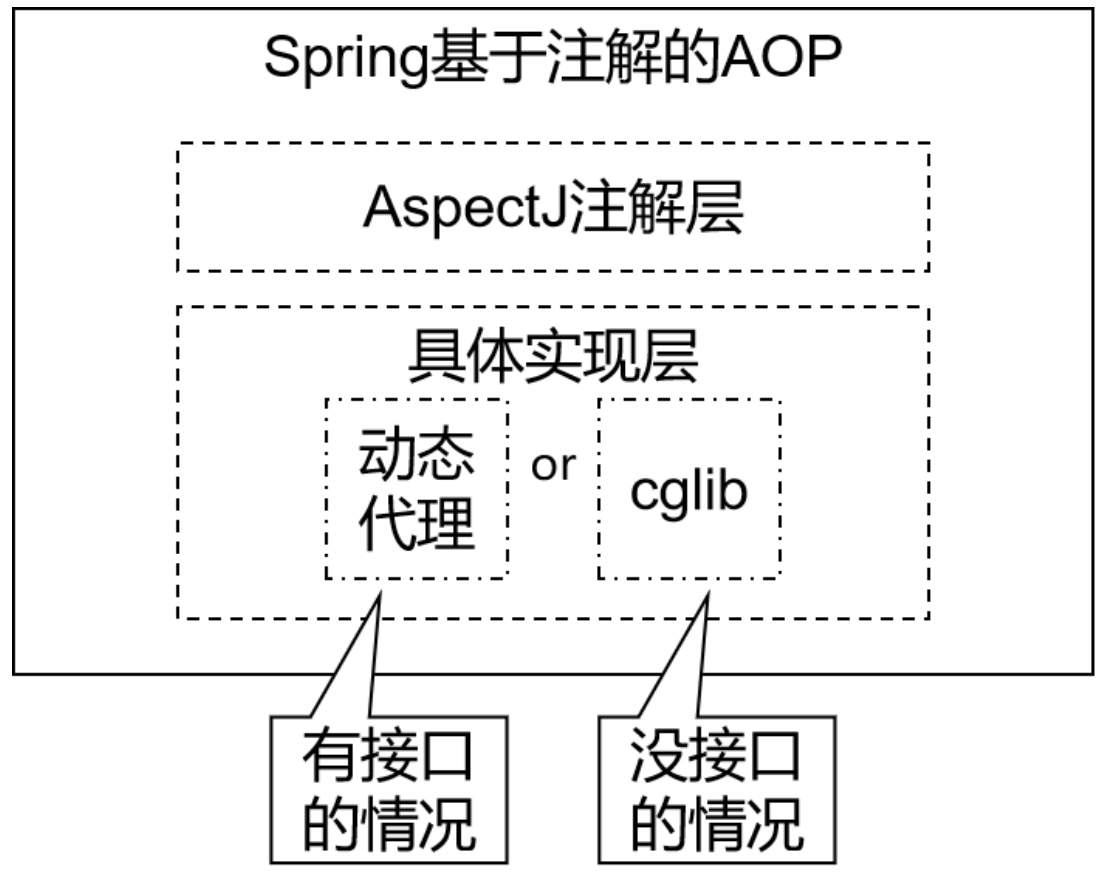 Spring基于注解的AOP
AspectJ注解层
具体实现层
动态
代理
or
cglib
有接口
的情况
没接口
的情况